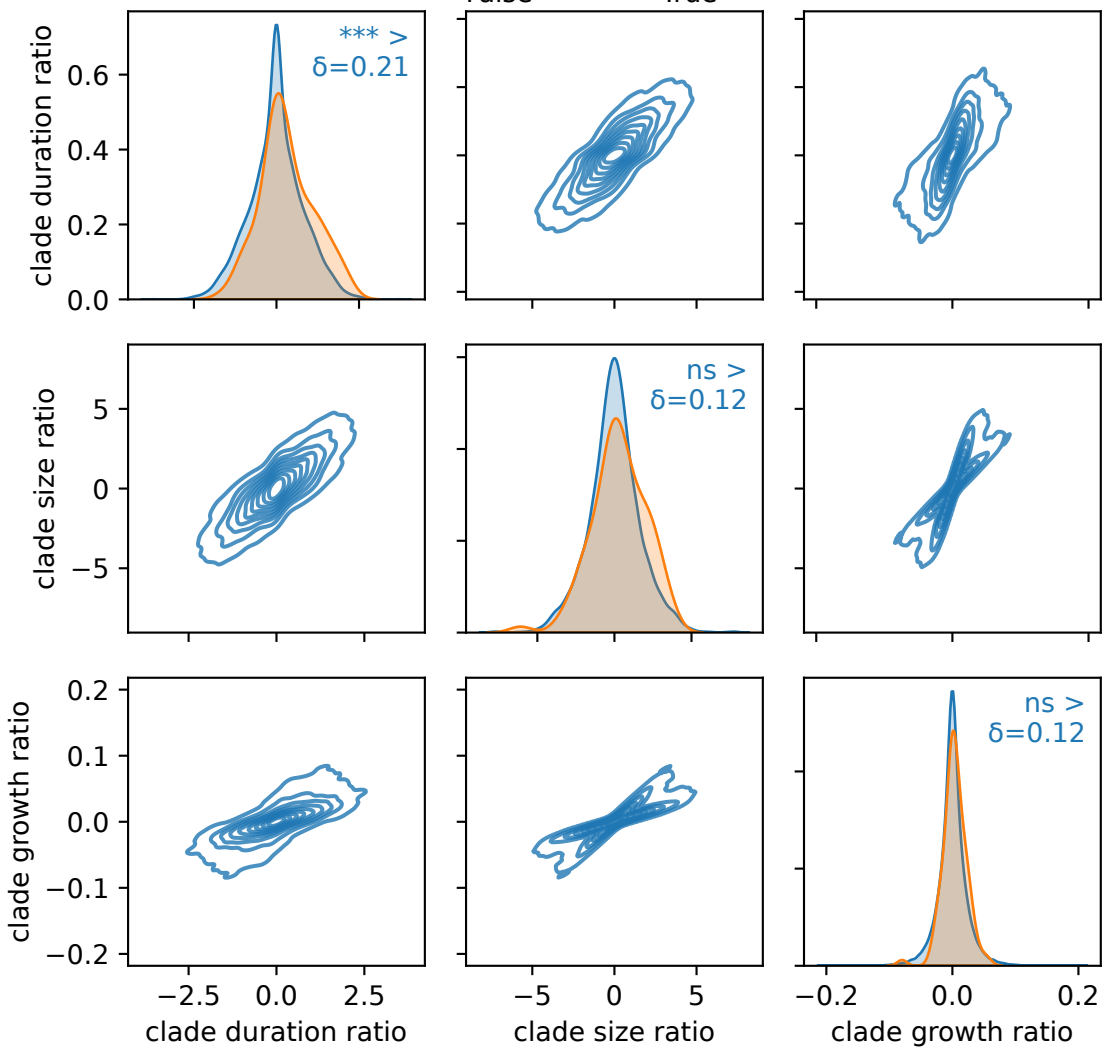 clade duration ratio
0.6
0.4
0.2
0.0
*** >
δ=0.21
clade size ratio
5
0
−5
ns >
δ=0.12
clade growth ratio
0.2
0.1
0.0
−0.1
−0.2
ns >
δ=0.12
−2.5 0.0 2.5
clade duration ratio
−5 0 5
clade size ratio
−0.2 0.0 0.2
clade growth ratio